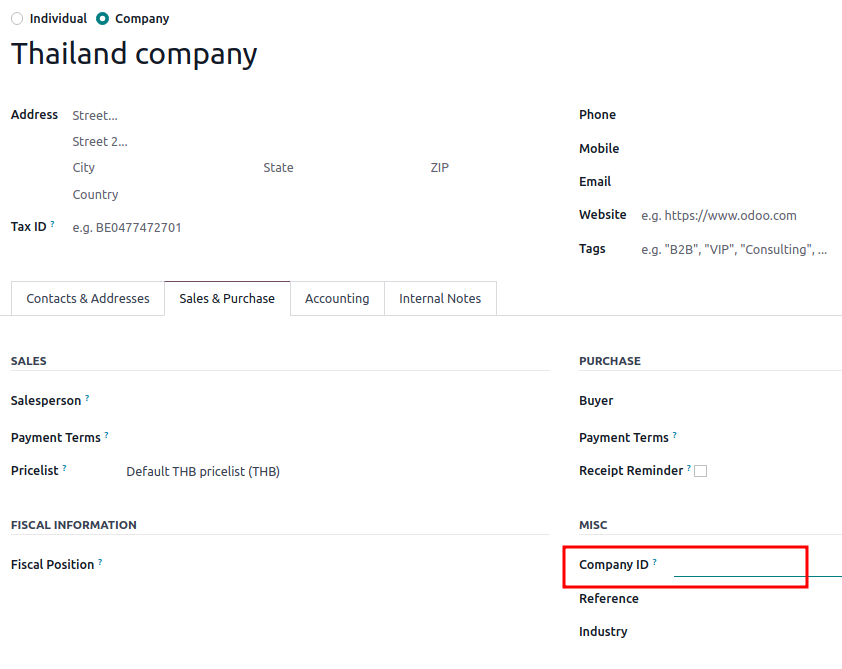 Individual Company
Thailand company
Address Street...
Street 2...
City State ZIP
Country
Tax ID ? e.g. BE0477472701
Phone
Mobile
Email
Website e.g. https://www.odoo.com
Tags e.g. "B2B", "VIP", "Consulting", ...
Contacts & Addresses Sales & Purchase Accounting Internal Notes
SALES
Salesperson ?
Payment Terms ?
Pricelist ? Default THB pricelist (THB)
PURCHASE
Buyer
Payment Terms ?
Receipt Reminder ?
FISCAL INFORMATION
Fiscal Position ?
MISC
Company ID ?
Reference
Industry